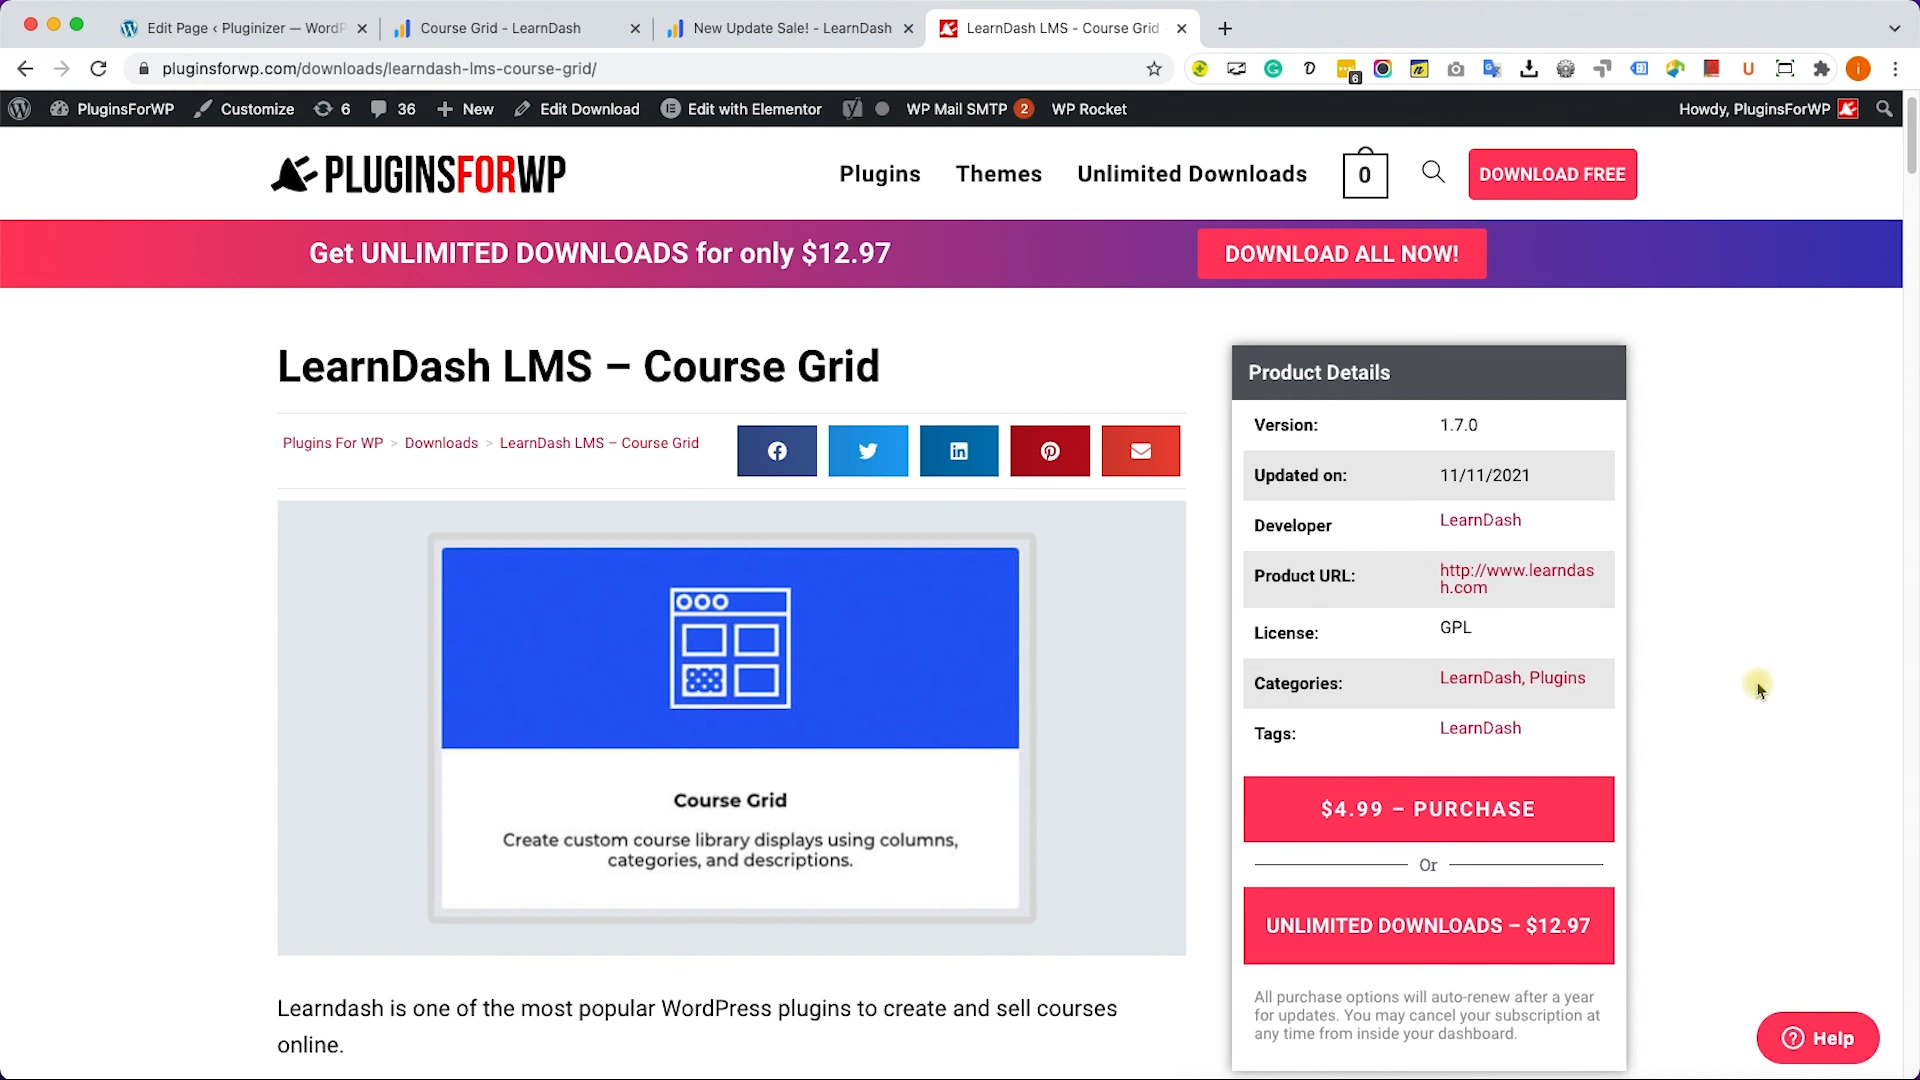 Edit Page ‹ Pluginizer — WordP
Course Grid - LearnDash
New Update Sale! - LearnDash
LearnDash LMS - Course Grid
pluginsforwp.com/downloads/learndash-lms-course-grid/
6
PluginsForWP
Customize
6
36
New
Edit Download
Edit with Elementor
WP Mail SMTP 2
WP Rocket
Howdy, PluginsForWP
PLUGINSFORWP
Plugins
Themes
Unlimited Downloads
0
DOWNLOAD FREE
Get UNLIMITED DOWNLOADS for only $12.97
DOWNLOAD ALL NOW!
LearnDash LMS – Course Grid
Plugins For WP > Downloads > LearnDash LMS – Course Grid
Course Grid
Create custom course library displays using columns,
categories, and descriptions.
Learndash is one of the most popular WordPress plugins to create and sell courses
online.
Product Details
Version: 1.7.0
Updated on: 11/11/2021
Developer LearnDash
Product URL: http://www.learndas
h.com
License: GPL
Categories: LearnDash, Plugins
Tags: LearnDash
$4.99 – PURCHASE
Or
UNLIMITED DOWNLOADS – $12.97
All purchase options will auto-renew after a year
for updates. You may cancel your subscription at
any time from inside your dashboard.
Help